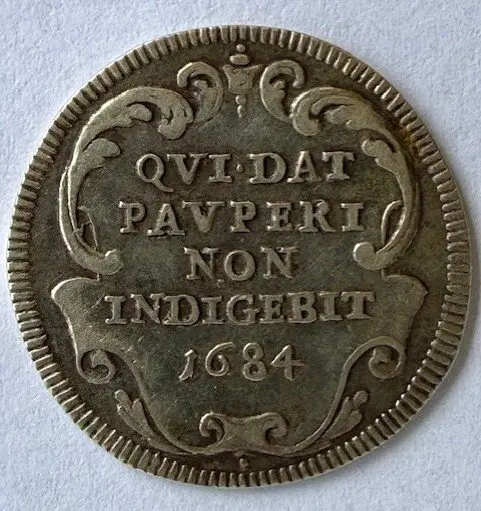 QVI·DAT
PAVPERI
NON
INDIGEBIT
1684